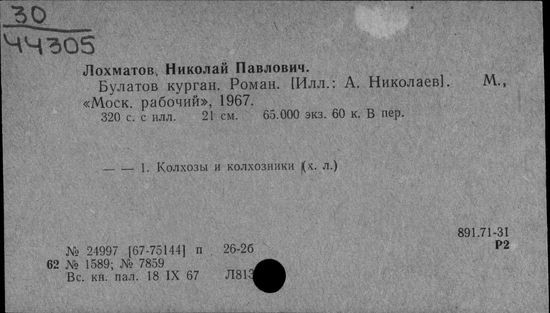 30
44305
Лохматов, Николай Павлович.
Булатов курган. Роман. [Илл.: А. Николаев]. М.,
«Моск. рабочий», 1967.
320 с. с илл. 21 см. 65.000 экз. 60 к. В пер.
— — 1. Колхозы и колхозники (х. л.)
891.71-31
Р2
№ 24997 [67-75144] п 26-2б
62 № 1589; № 7859
Вс. кн. пал. 18 IX 67 Л813